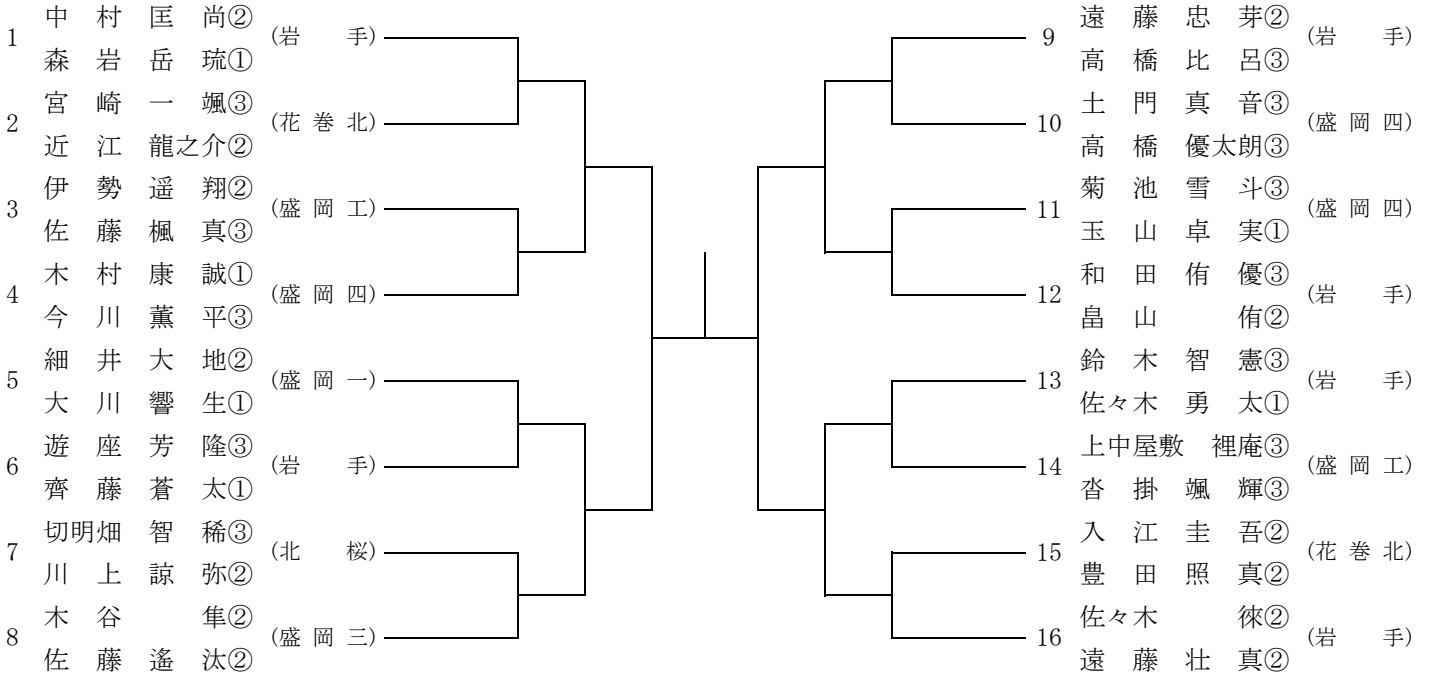 中村匡尚②
1 (岩手)
森岩岳琉①
宮崎一颯③
2 (花巻北)
近江龍之介②
伊勢遥翔②
3 (盛岡工)
佐藤楓真③
木村康誠①
4 (盛岡四)
今川薫平③
細井大地②
5 (盛岡一)
大川響生①
遊座芳隆③
6 (岩手)
齊藤蒼太①
切明畑智稀③
7 (北桜)
川上諒弥②
木谷隼②
8 (盛岡三)
佐藤遙汰②
遠藤忠芽②
9 (岩手)
高橋比呂③
土門真音③
10 (盛岡四)
高橋優太朗③
菊池雪斗③
11 (盛岡四)
玉山卓実①
和田侑優③
12 (岩手)
畠山侑②
鈴木智憲③
13 (岩手)
佐々木勇太①
上中屋敷裡庵③
14 (盛岡工)
沓掛颯輝③
入江圭吾②
15 (花巻北)
豊田照真②
佐々木徠②
16 (岩手)
遠藤壮真②